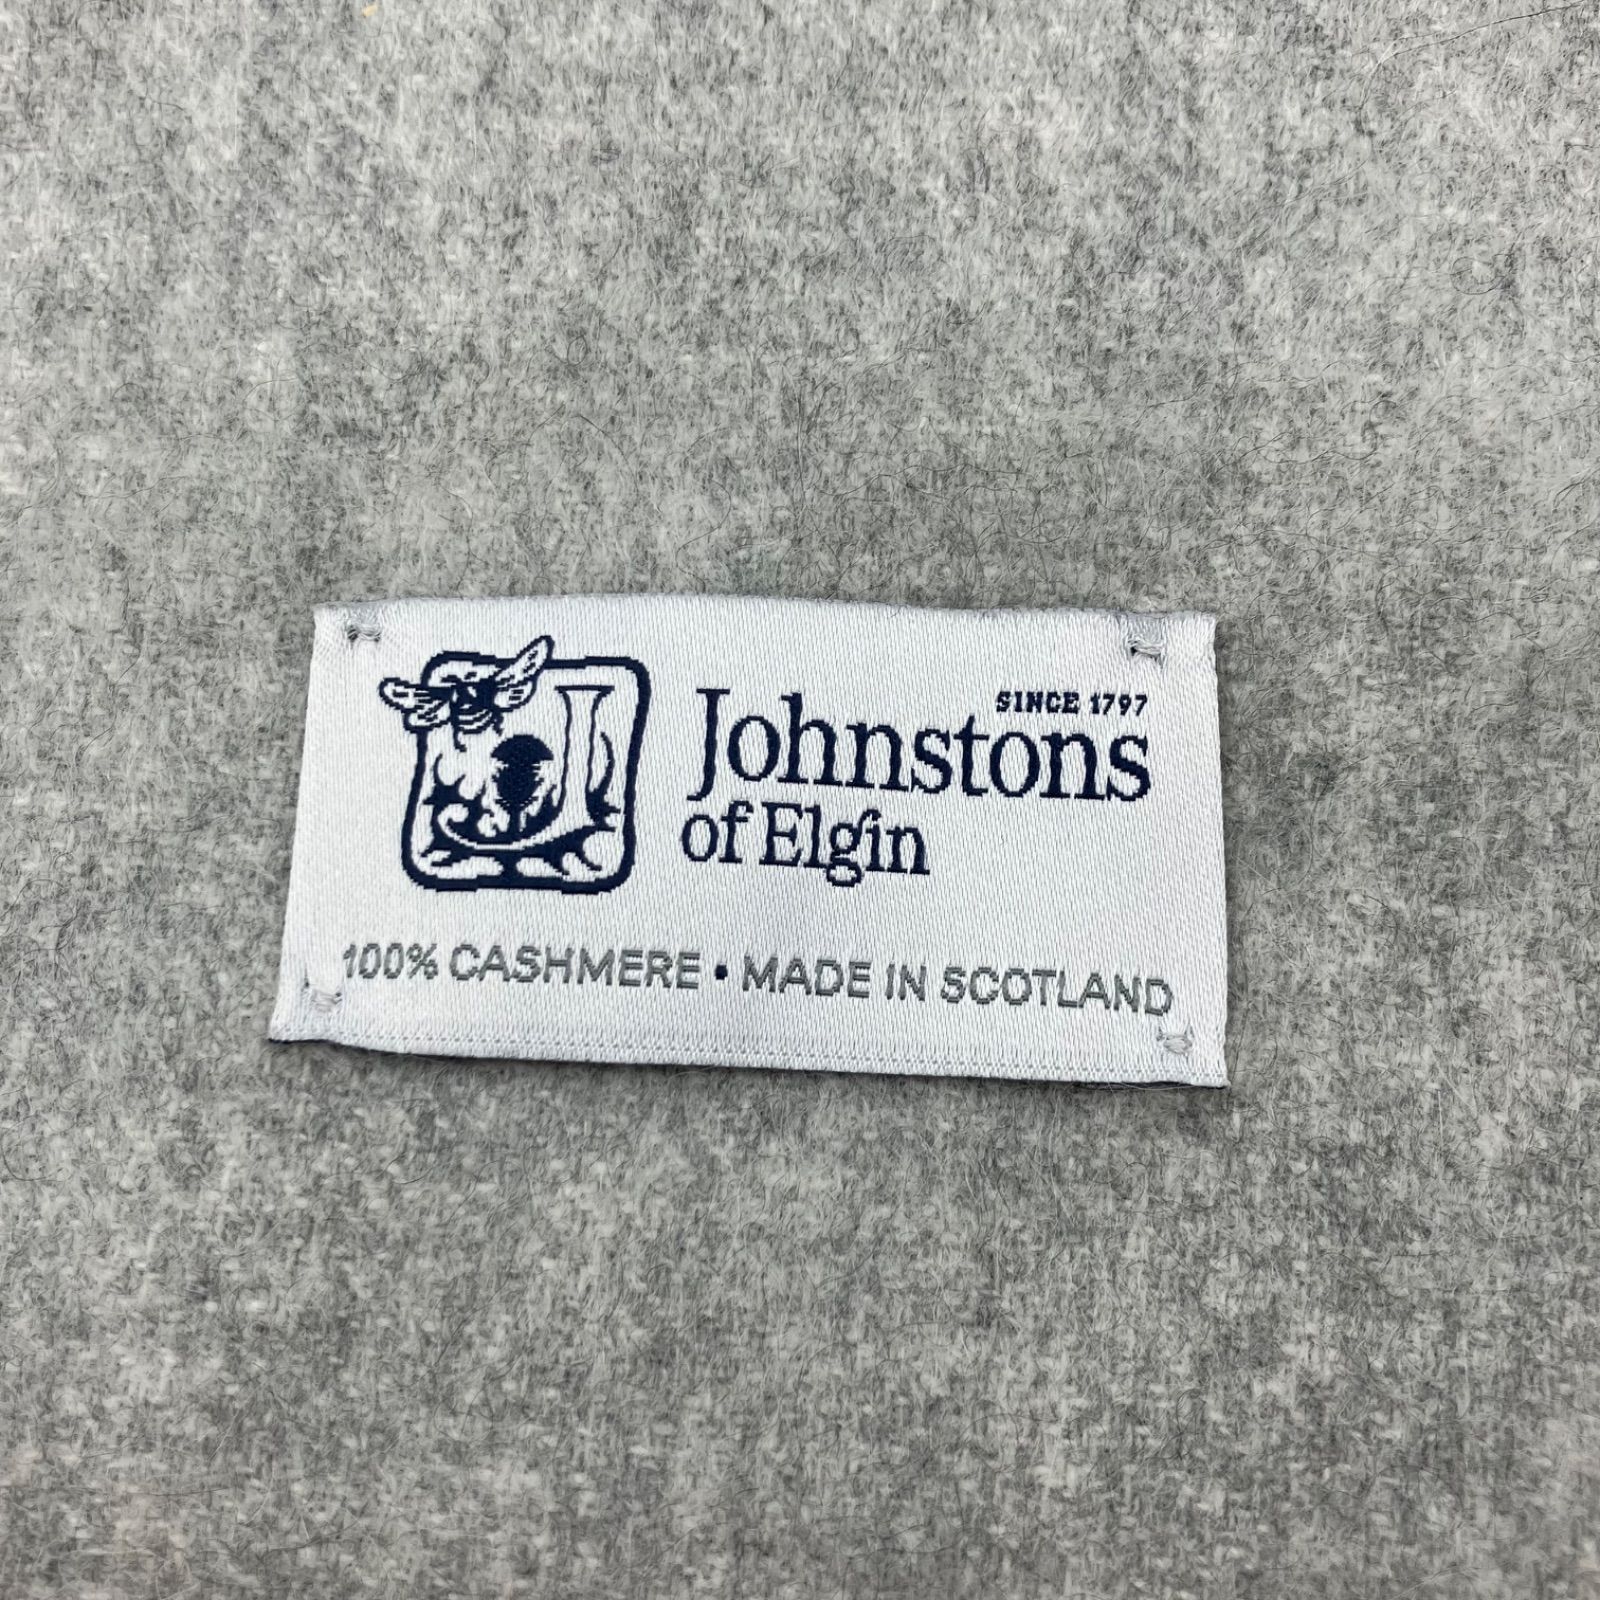 SINCE 1797
Johnstons
of Elgin
100% CASHMERE • MADE IN SCOTLAND